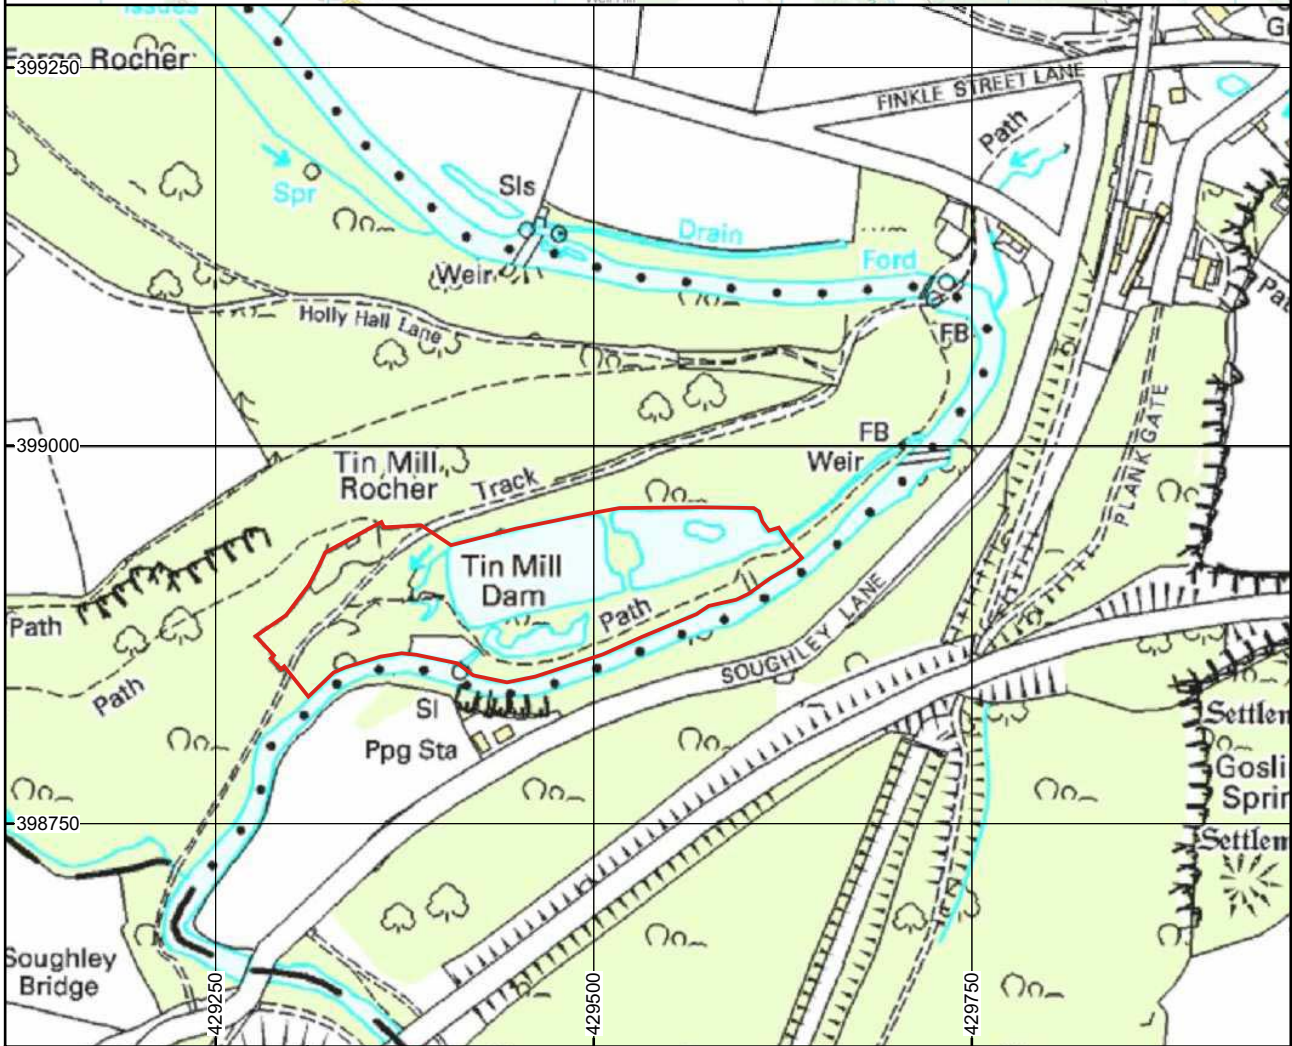 Issues
Forge Rocher
399250
FINKLE STREET LANE
Path
Spr
Sls
Drain
Ford
Weir
Holly Hall Lane
FB
PLANK GATE
399000
FB
Weir
Tin Mill
Rocher
Track
Tin Mill
Dam
Path
Path
Path
SOUGHLEY LANE
Sl
Ppg Sta
398750
Soughley
Bridge
429250
429500
429750